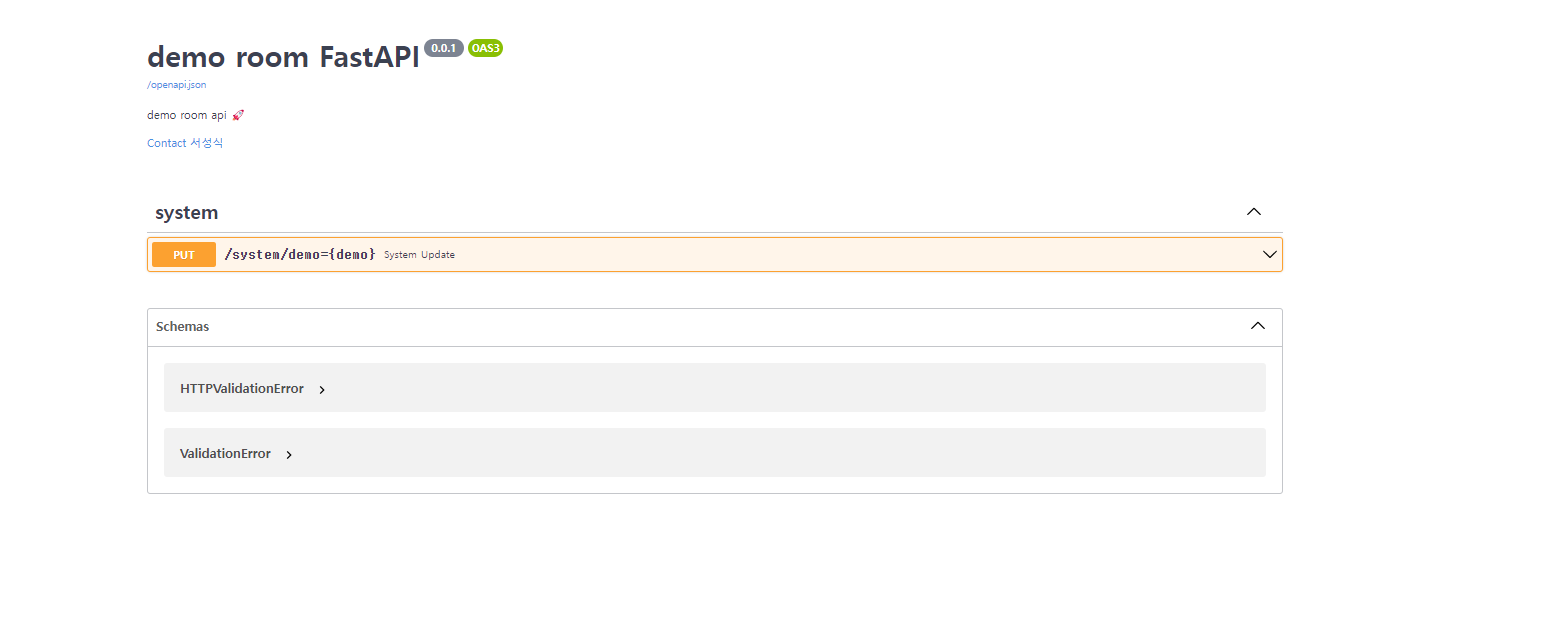 demo room FastAPI 0.0.1 OAS3
/openapi.json
demo room api 🚀
Contact 서성식
system
PUT /system/demo={demo} System Update
Schemas
HTTPValidationError
ValidationError